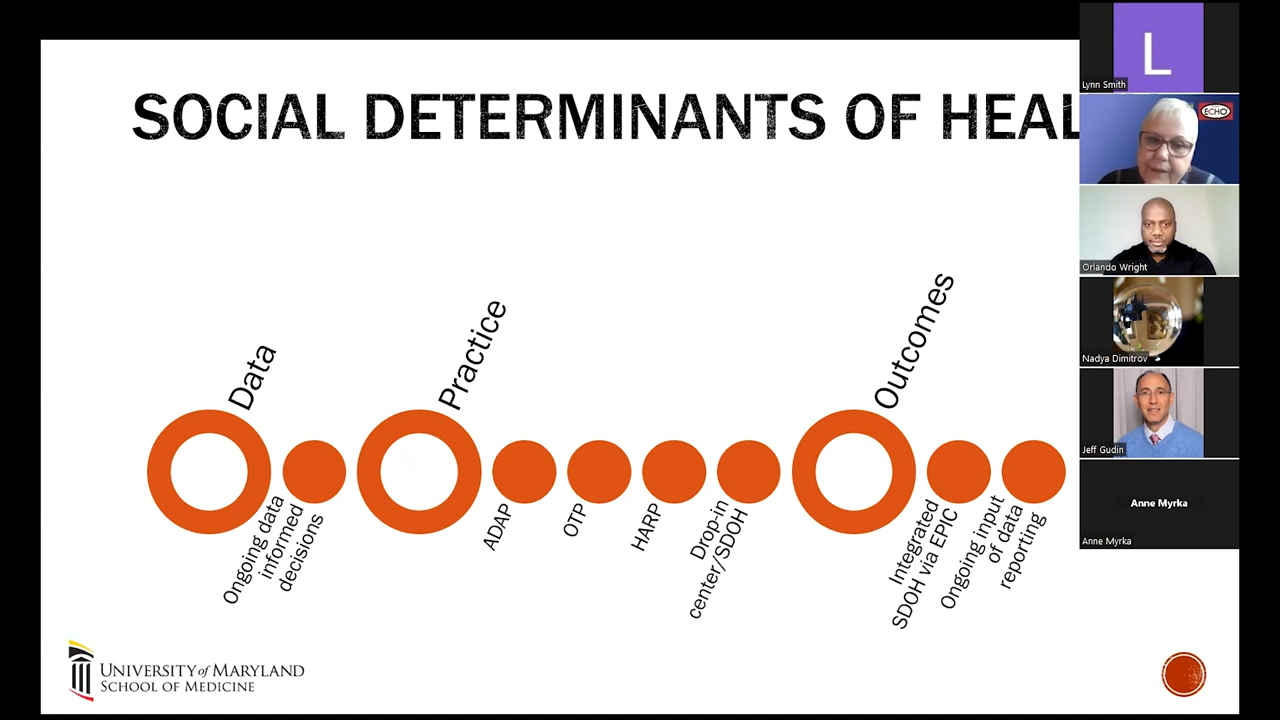 SOCIAL DETERMINANTS OF HEAL
Data
Ongoing data
informed
decisions
Practice
ADAP
OTP
HARP
Drop-in
center/SDOH
Outcomes
Integrated
SDOH via EPIC
Ongoing input
of data
reporting
UNIVERSITY of MARYLAND
SCHOOL OF MEDICINE
L
Lynn Smith
ECHO
Orlando Wright
Nadya Dimitrov
Jeff Gudin
Anne Myrka
Anne Myrka